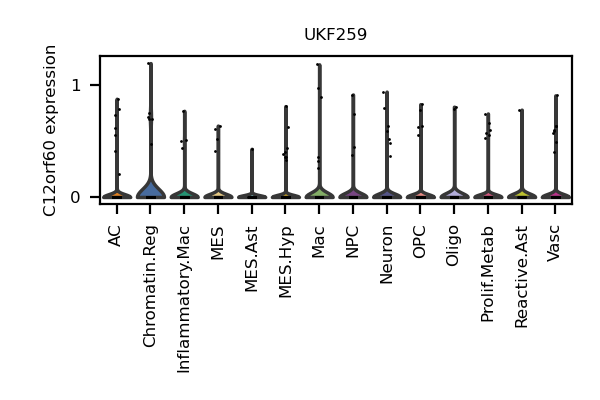 UKF259
C12orf60 expression
1
0
AC
Chromatin.Reg
Inflammatory.Mac
MES
MES.Ast
MES.Hyp
Mac
NPC
Neuron
OPC
Oligo
Prolif.Metab
Reactive.Ast
Vasc